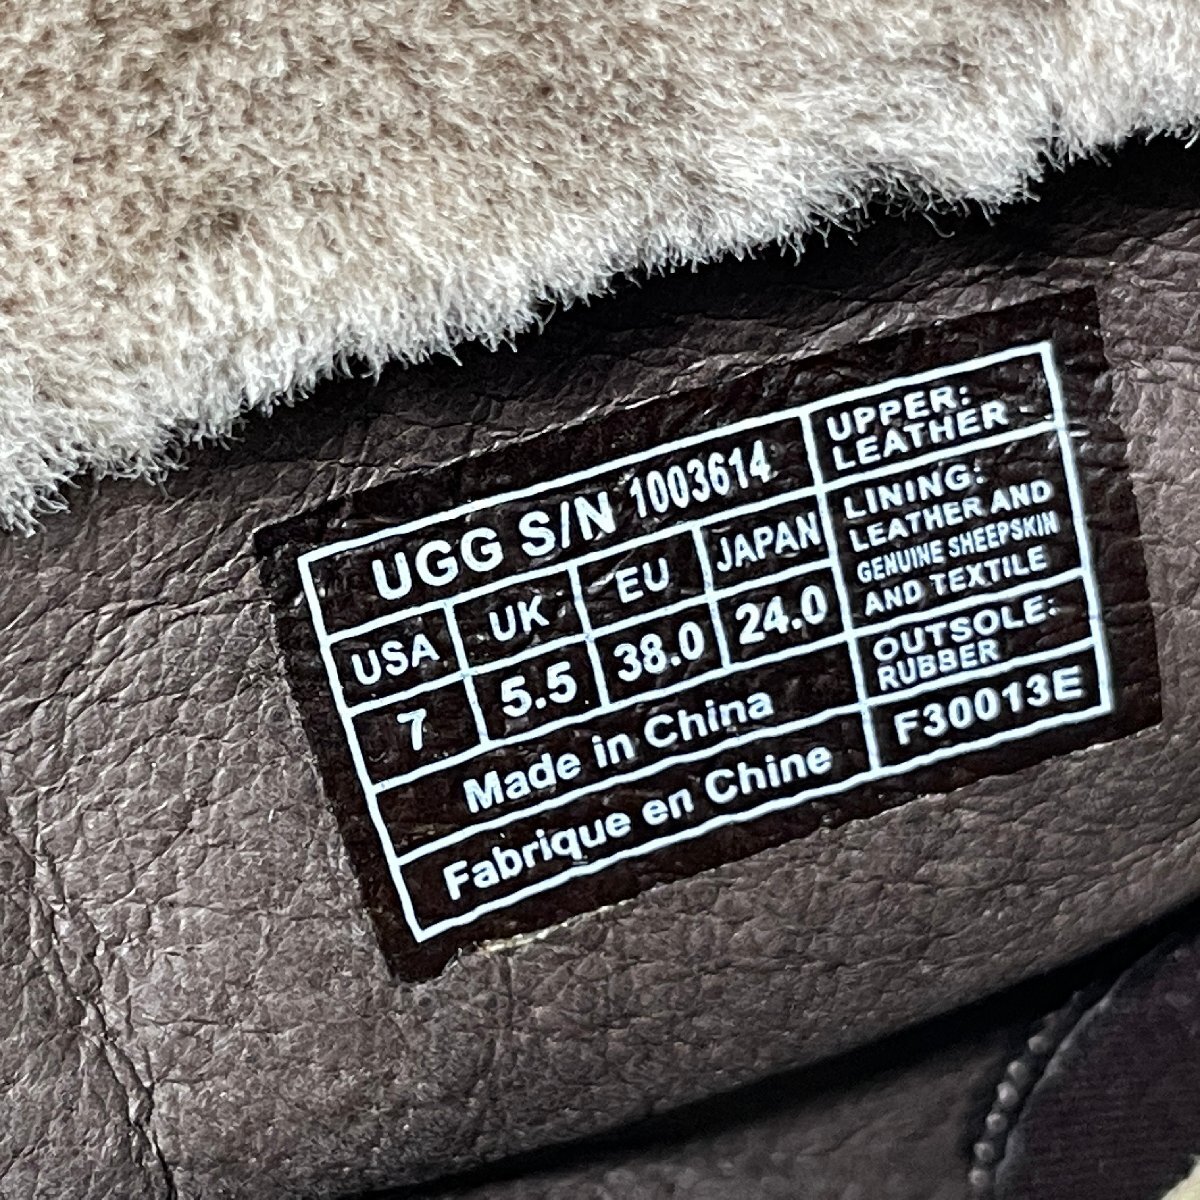 UGG S/N 1003614
USA UK EU JAPAN
7 5.5 38.0 24.0
Made in China
Fabrique en Chine
UPPER:
LEATHER
LINING:
LEATHER AND
GENUINE SHEEPSKIN
AND TEXTILE
OUTSOLE:
RUBBER
F30013E